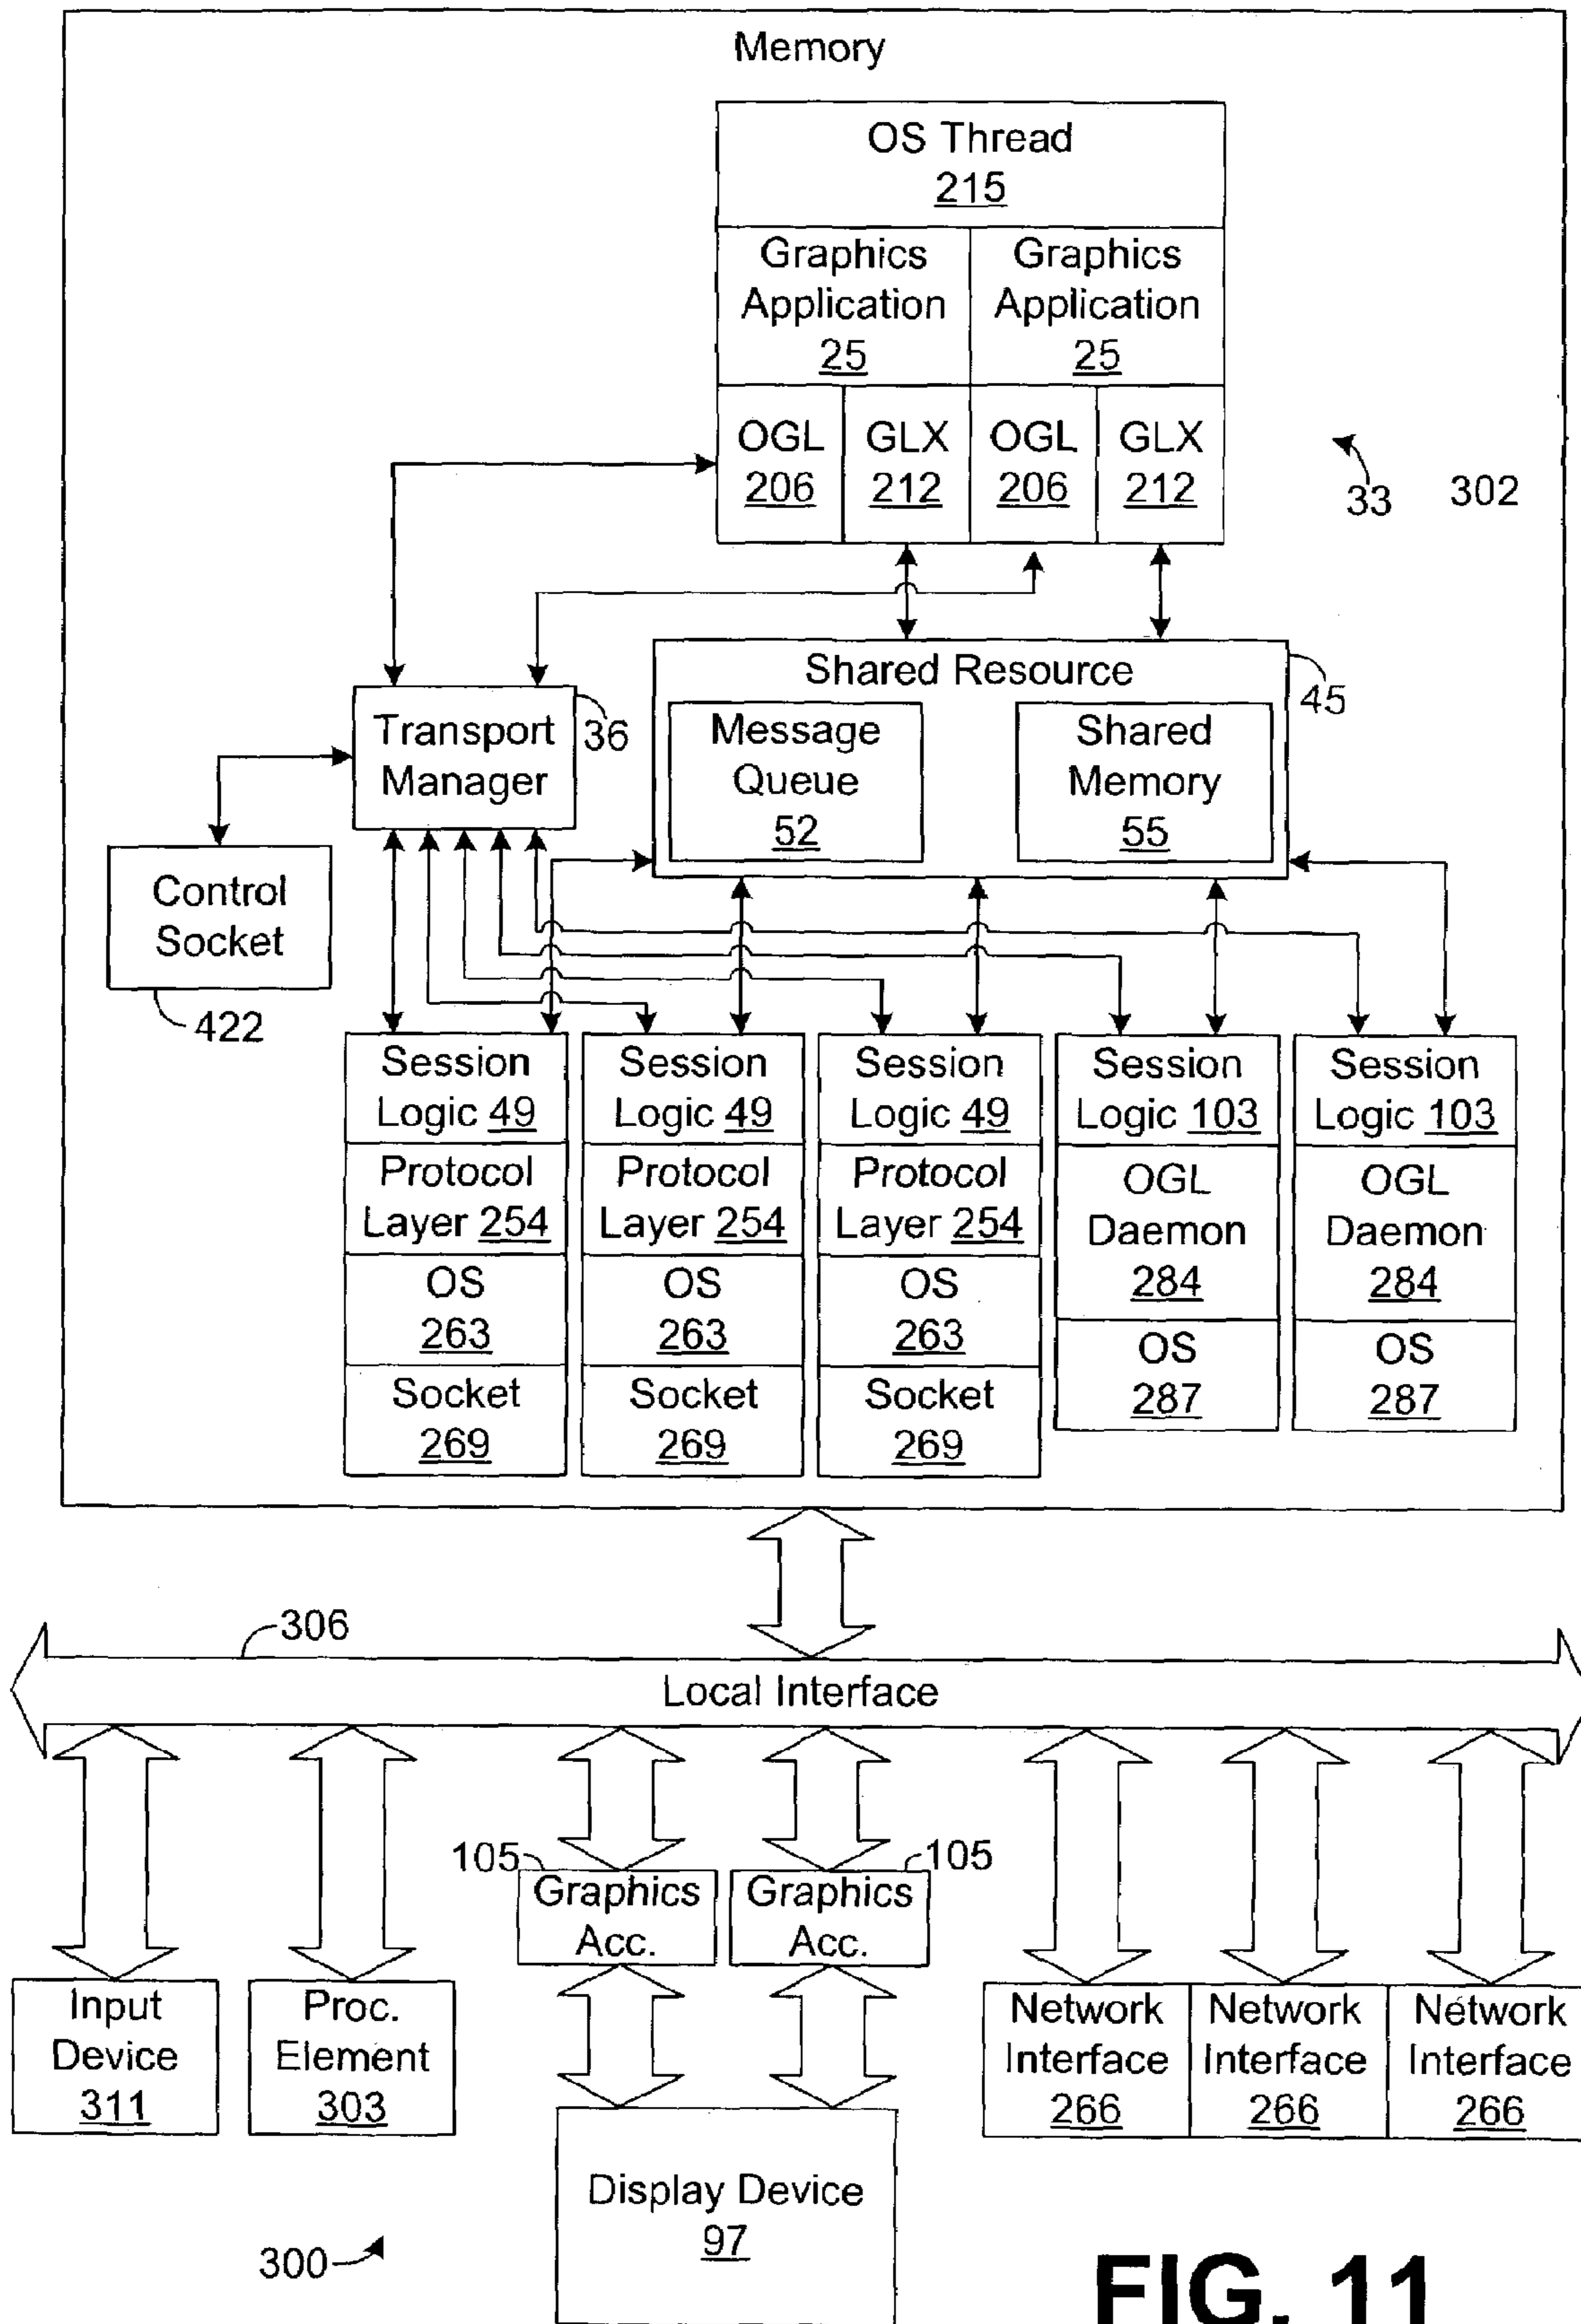 Memory
OS Thread
215
Graphics
Application
25
Graphics
Application
25
OGL
206
GLX
212
OGL
206
GLX
212
33
302
Shared Resource
45
Transport
Manager
36
Message
Queue
52
Shared
Memory
55
Control
Socket
422
Session
Logic 49
Protocol
Layer 254
OS
263
Socket
269
Session
Logic 49
Protocol
Layer 254
OS
263
Socket
269
Session
Logic 49
Protocol
Layer 254
OS
263
Socket
269
Session
Logic 103
OGL
Daemon
284
OS
287
Session
Logic 103
OGL
Daemon
284
OS
287
306
Local Interface
105
Graphics
Acc.
105
Graphics
Acc.
Input
Device
311
Proc.
Element
303
Network
Interface
266
Network
Interface
266
Network
Interface
266
Display Device
97
300
FIG. 11